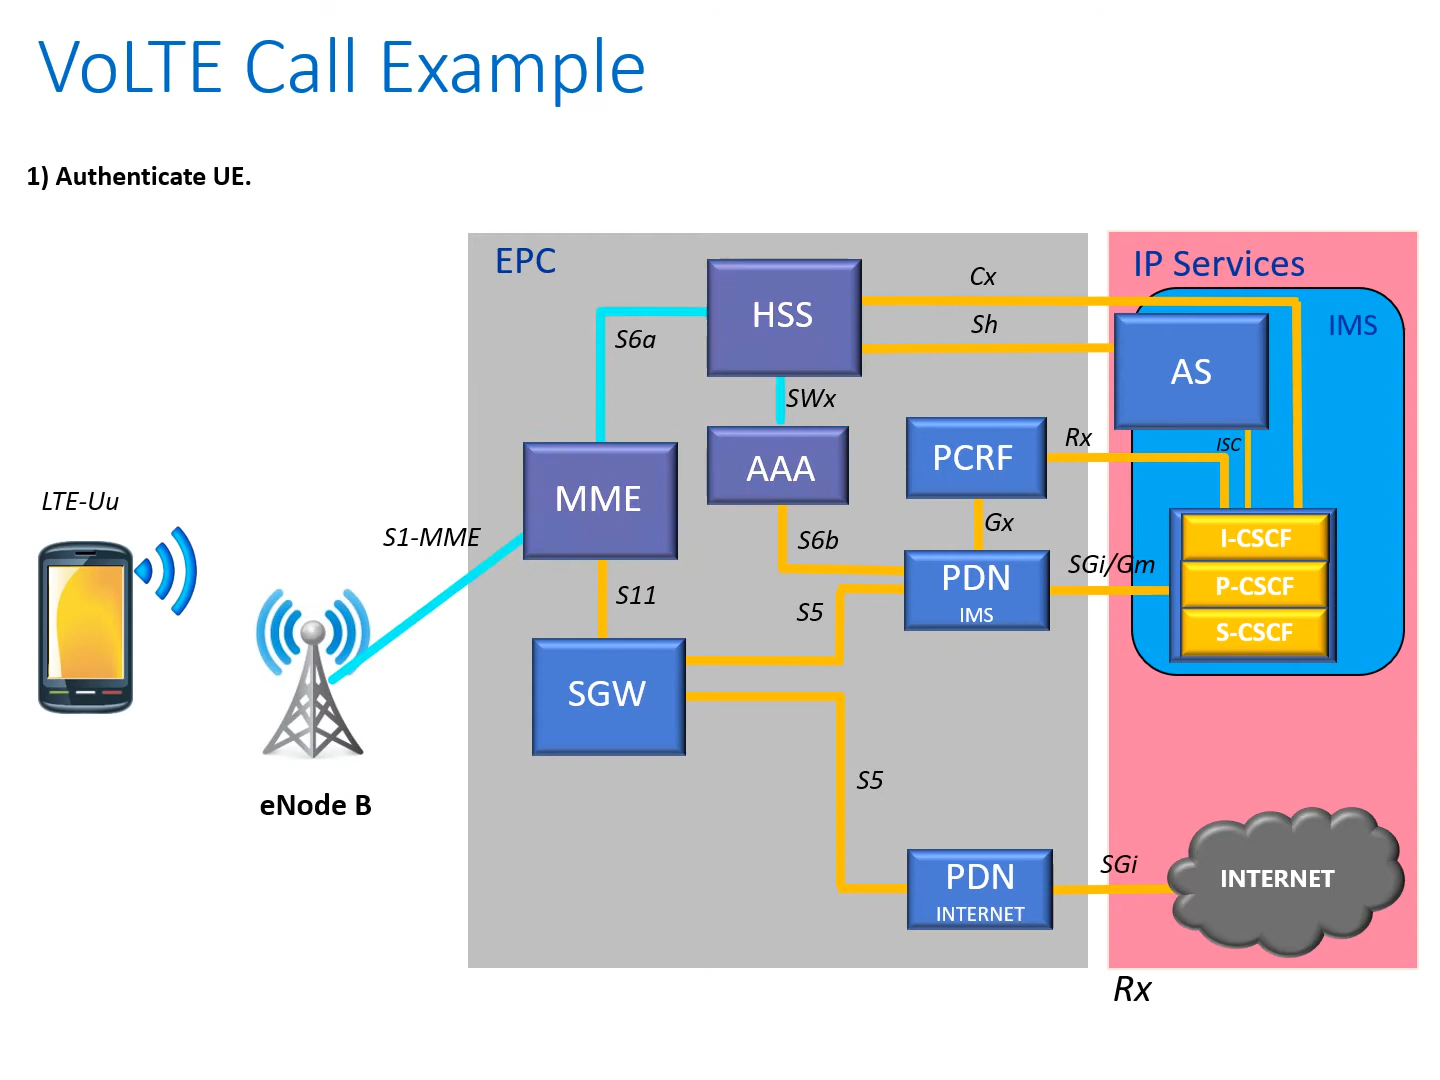 VoLTE Call Example
1) Authenticate UE.
EPC
IP Services
HSS
Cx
IMS
S6a
Sh
AS
SWx
MME
AAA
PCRF
Rx
ISC
LTE-Uu
S1-MME
S6b
Gx
I-CSCF
SGi/Gm
PDN
IMS
P-CSCF
S11
S5
S-CSCF
SGW
S5
eNode B
PDN
INTERNET
SGi
INTERNET
Rx